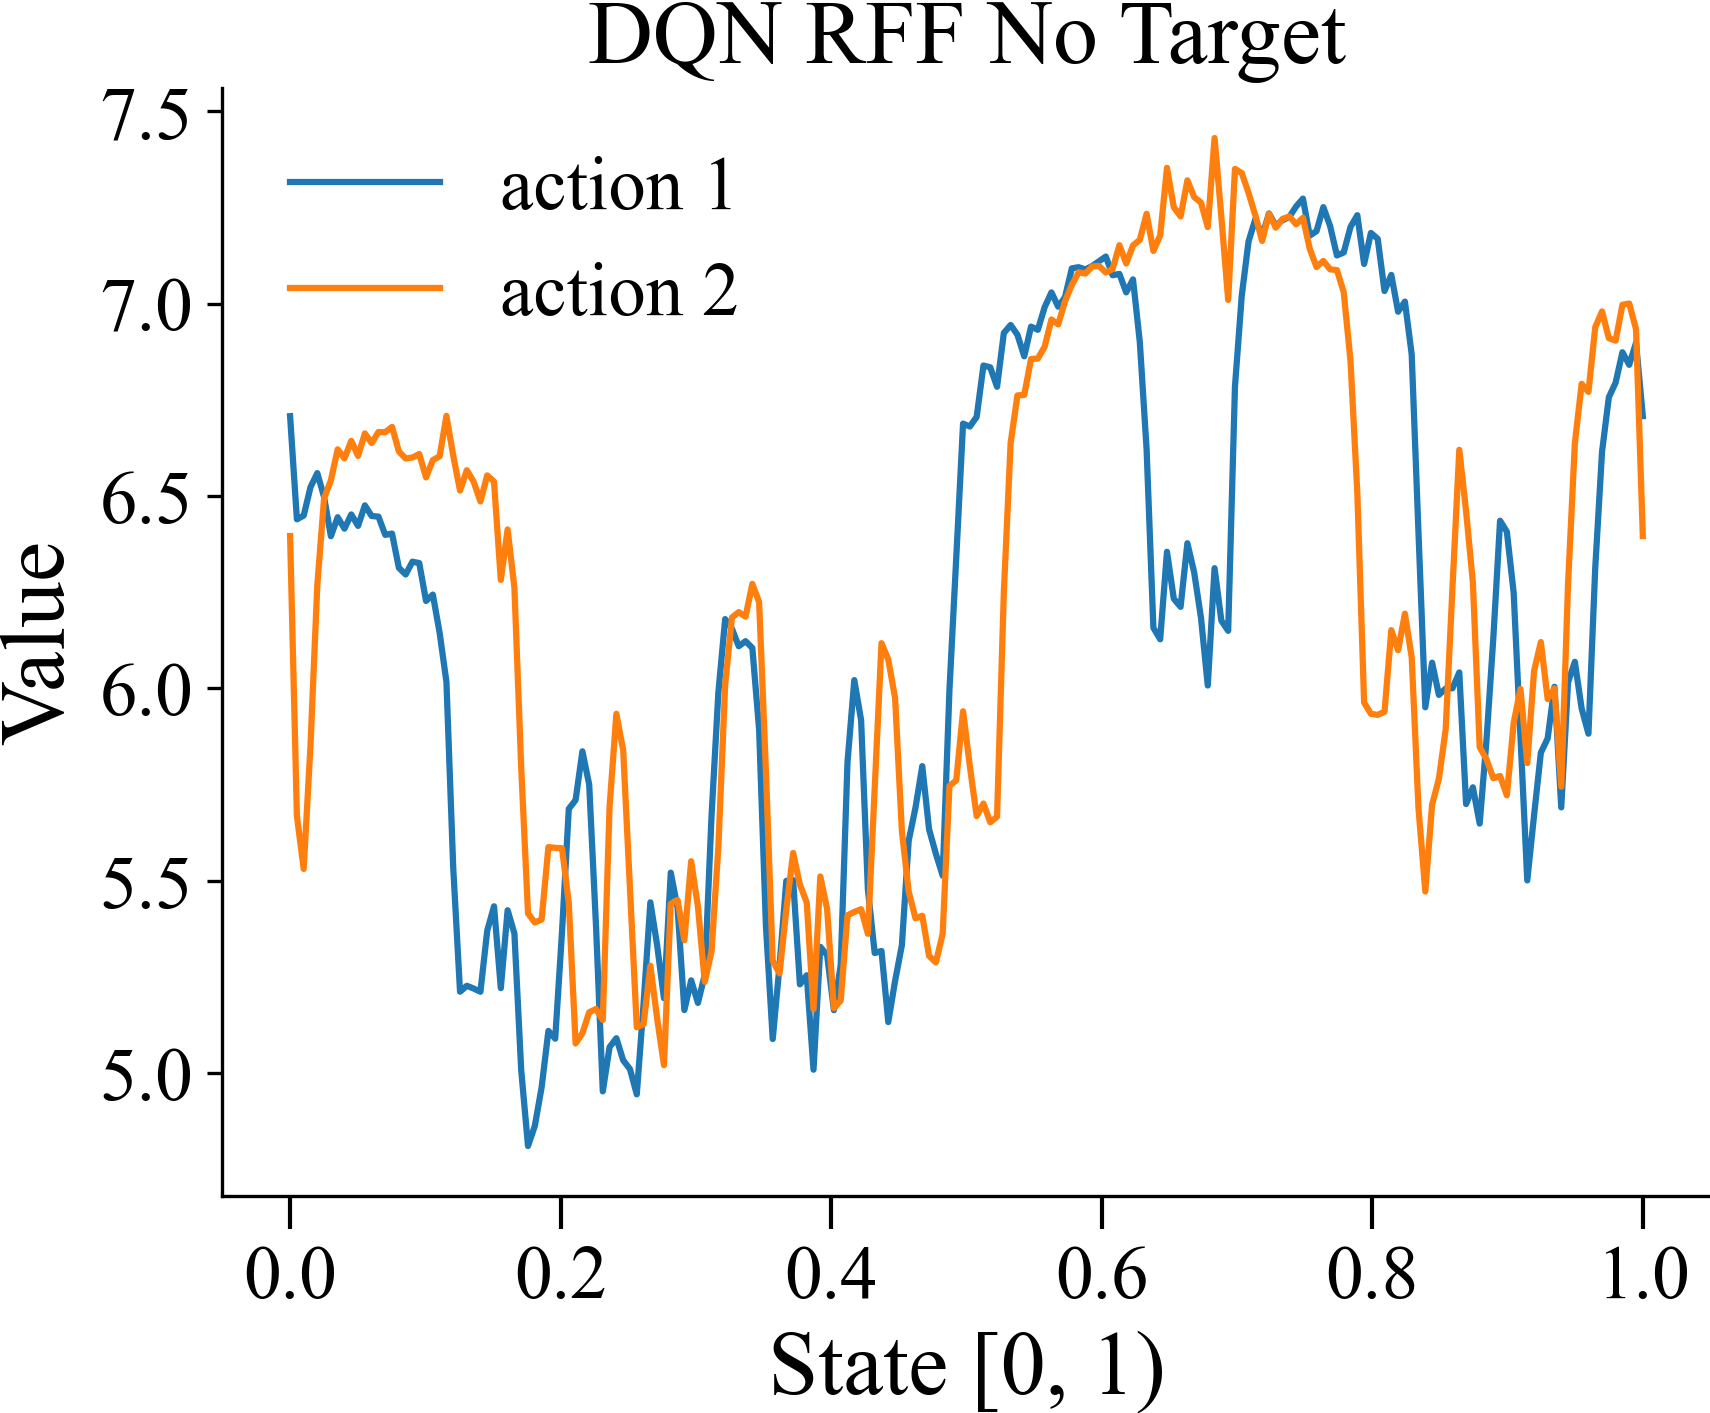 DQN RFF No Target
7.5
7.0
6.5
6.0
5.5
5.0
Value
action 1
action 2
0.0 0.2 0.4 0.6 0.8 1.0
State [0, 1)